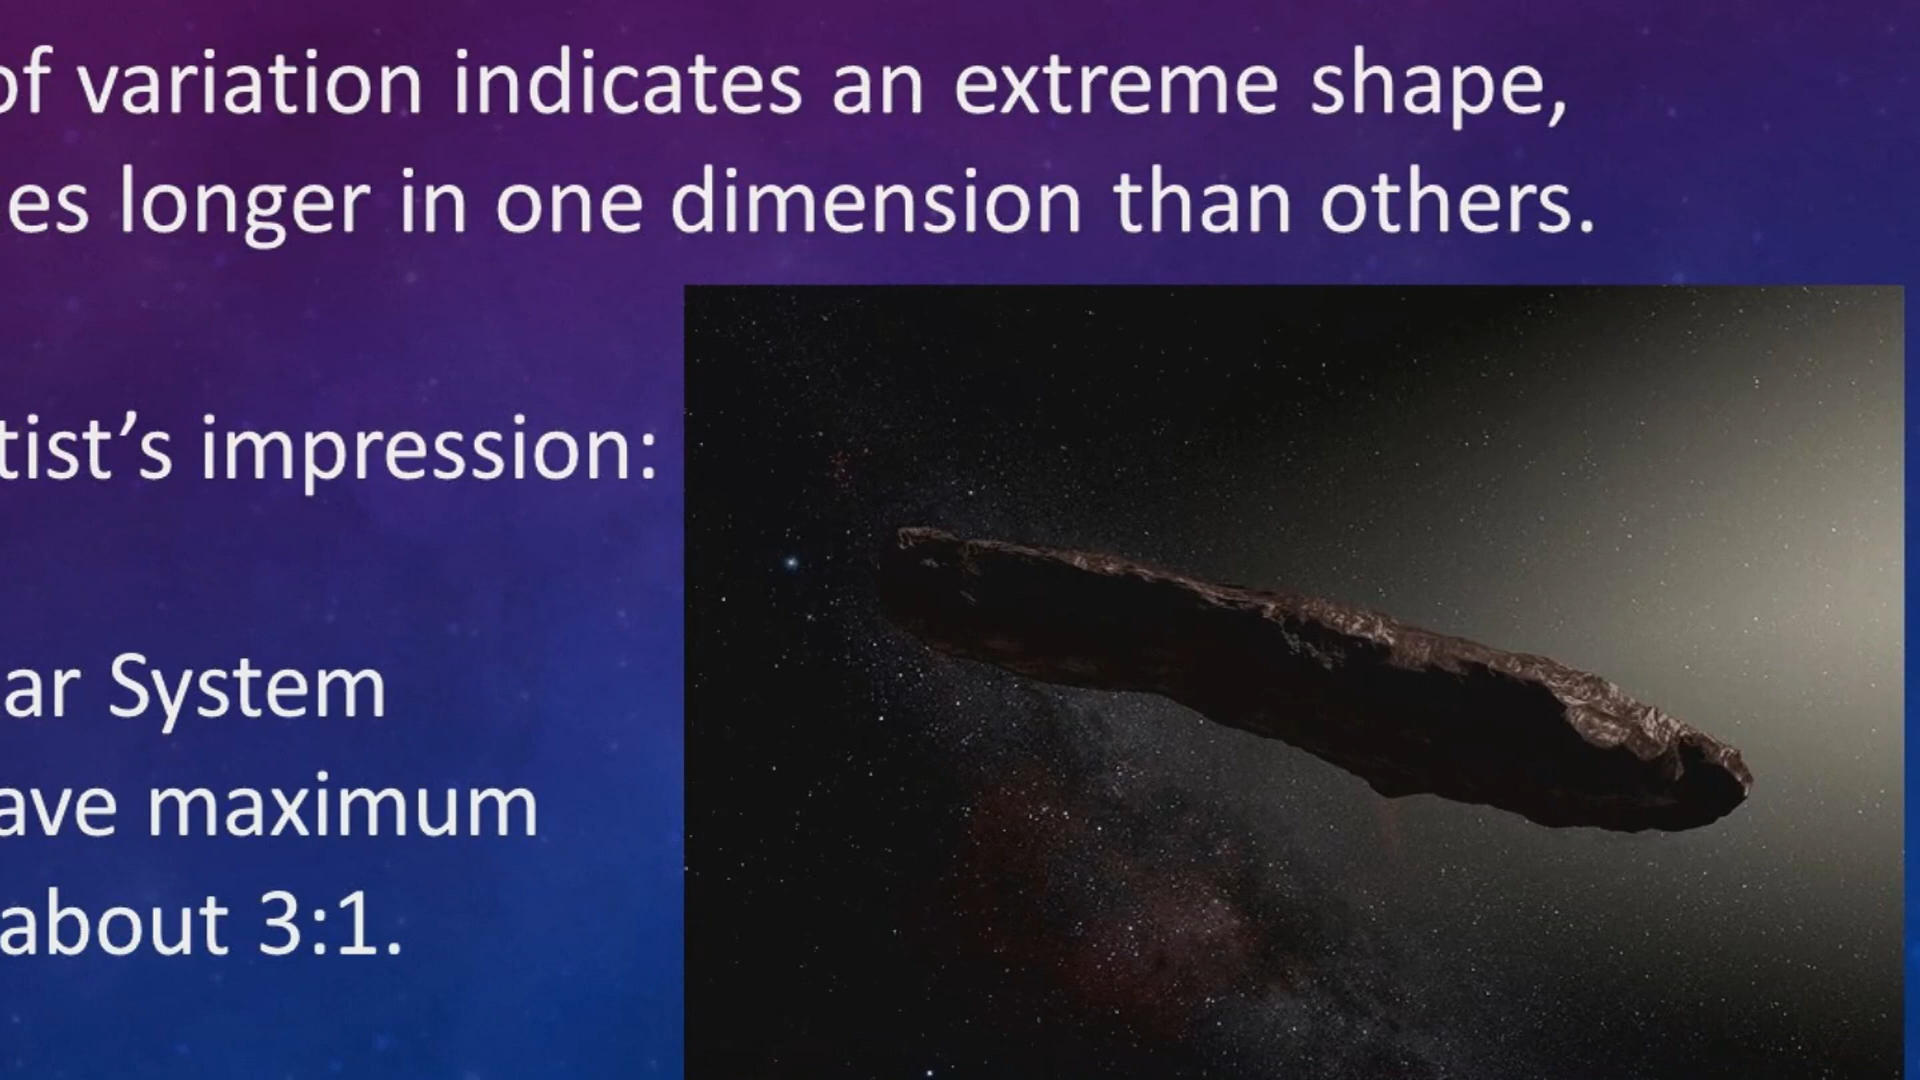 of variation indicates an extreme shape,
es longer in one dimension than others.
tist’s impression:
ar System
ave maximum
about 3:1.